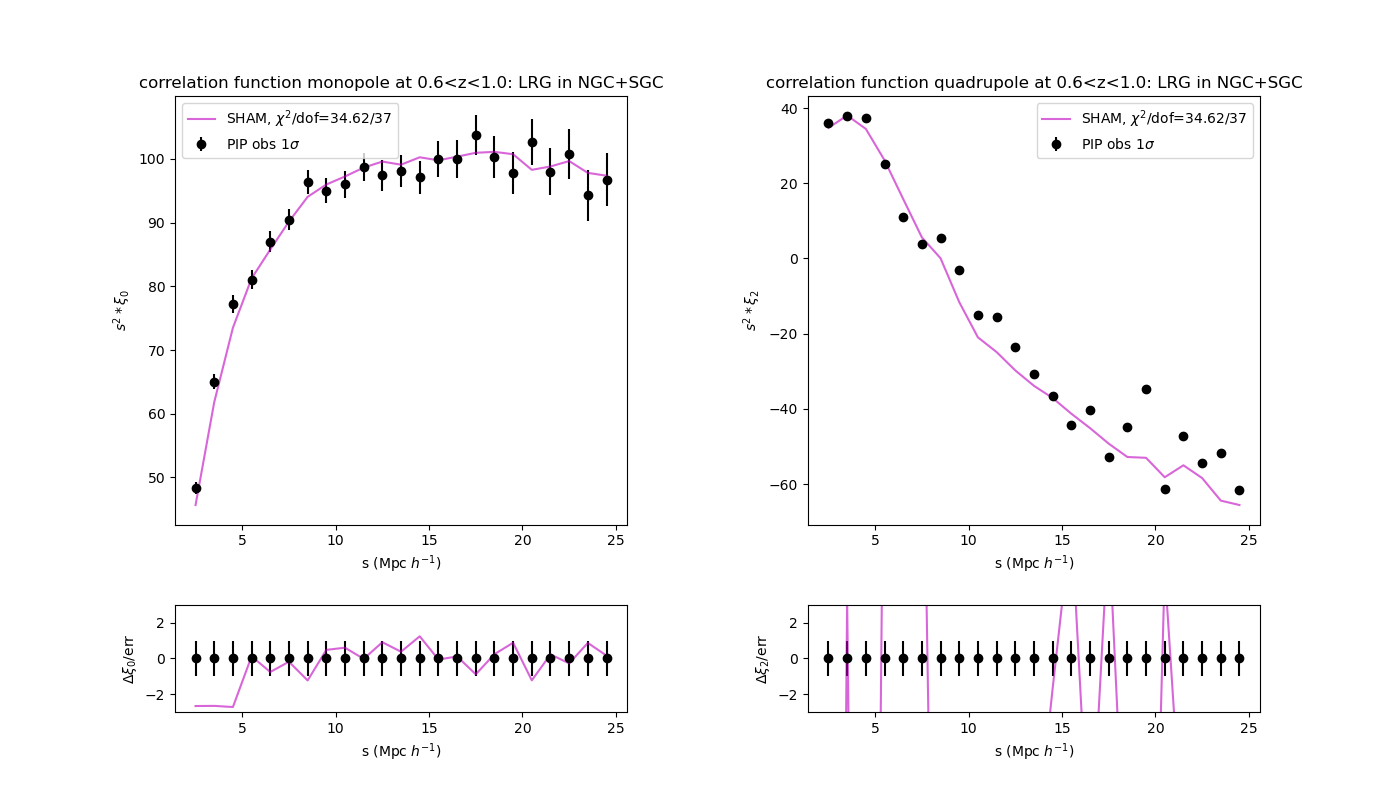 correlation function monopole at 0.6<z<1.0: LRG in NGC+SGC
SHAM, χ²/dof=34.62/37
PIP obs 1σ
s² * ξ₀
100
90
80
70
60
50
5 10 15 20 25
s (Mpc h⁻¹)
Δξ₀/err
2
0
−2
5 10 15 20 25
s (Mpc h⁻¹)
correlation function quadrupole at 0.6<z<1.0: LRG in NGC+SGC
SHAM, χ²/dof=34.62/37
PIP obs 1σ
s² * ξ₂
40
20
0
−20
−40
−60
5 10 15 20 25
s (Mpc h⁻¹)
Δξ₂/err
2
0
−2
5 10 15 20 25
s (Mpc h⁻¹)